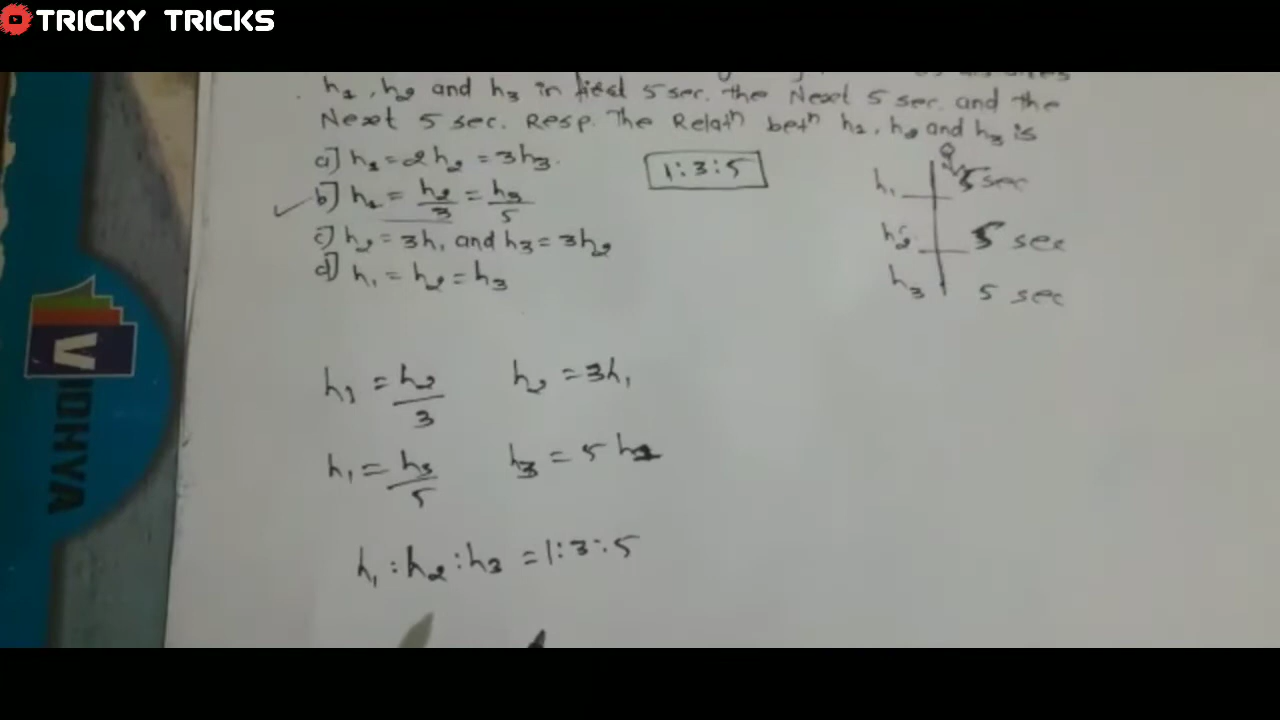 TRICKY TRICKS
h1, h2 and h3 in first 5 sec. the Next 5 sec. and the
Next 5 sec. Resp. The Relatn betn h1, h2 and h3 is
a] h1 = 2h2 = 3h3.
1:3:5
b] h1 = h2/3 = h3/5
c] h2 = 3h1 and h3 = 3h2
d] h1 = h2 = h3
h1 5 sec
h2 5 sec
h3 5 sec
h1 = h2/3 h2 = 3h1
h1 = h3/5 h3 = 5h1
h1 : h2 : h3 = 1:3:5
V
IDHYA